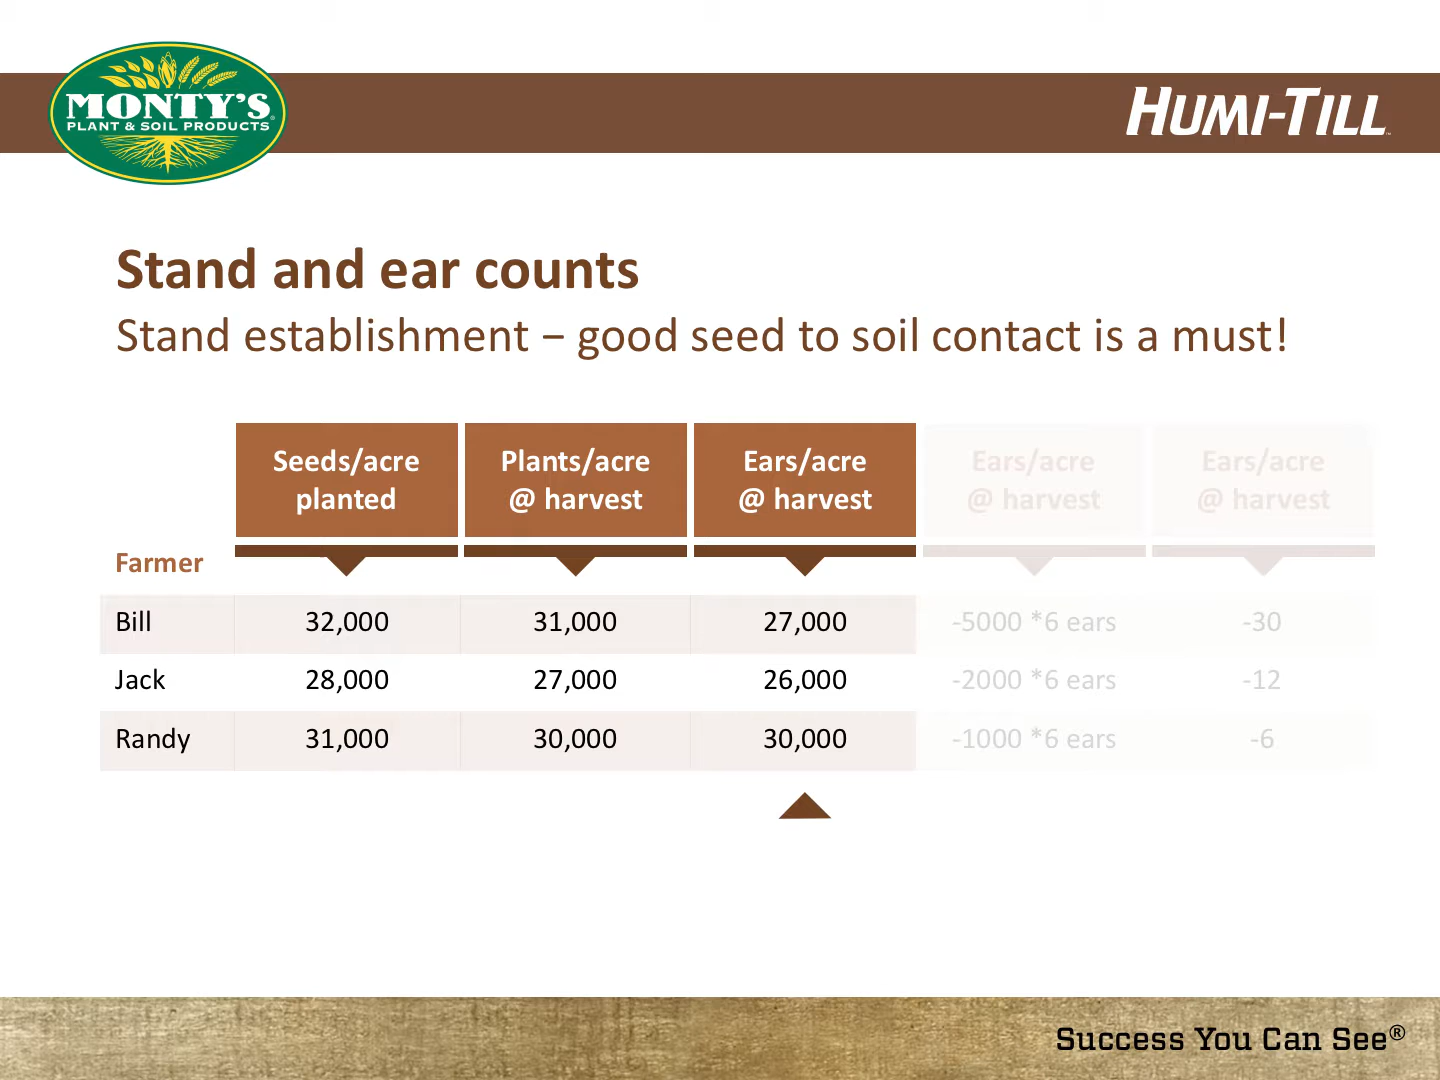 MONTY'S®
PLANT & SOIL PRODUCTS
HUMI-TILL™
Stand and ear counts
Stand establishment – good seed to soil contact is a must!
Seeds/acre planted Plants/acre @ harvest Ears/acre @ harvest Ears/acre @ harvest Ears/acre @ harvest
Farmer
Bill 32,000 31,000 27,000 -5000 *6 ears -30
Jack 28,000 27,000 26,000 -2000 *6 ears -12
Randy 31,000 30,000 30,000 -1000 *6 ears -6
Success You Can See®